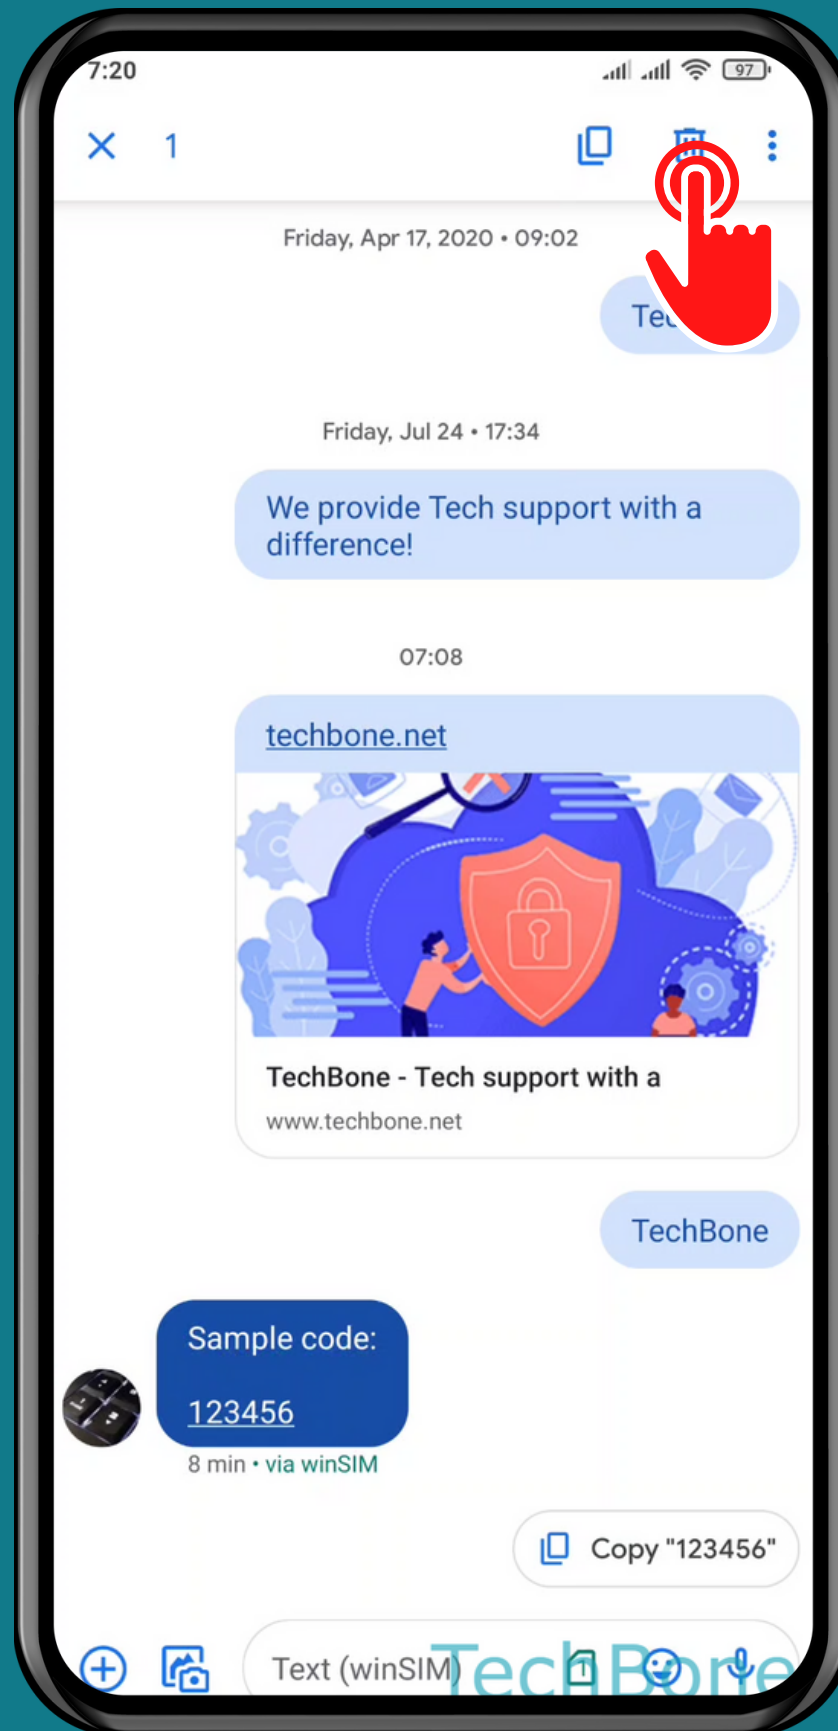 7:20
97
1
Friday, Apr 17, 2020 • 09:02
Friday, Jul 24 • 17:34
We provide Tech support with a
difference!
07:08
techbone.net
TechBone - Tech support with a
www.techbone.net
TechBone
Sample code:
123456
8 min • via winSIM
Copy "123456"
Text (winSIM)
1
TechBone